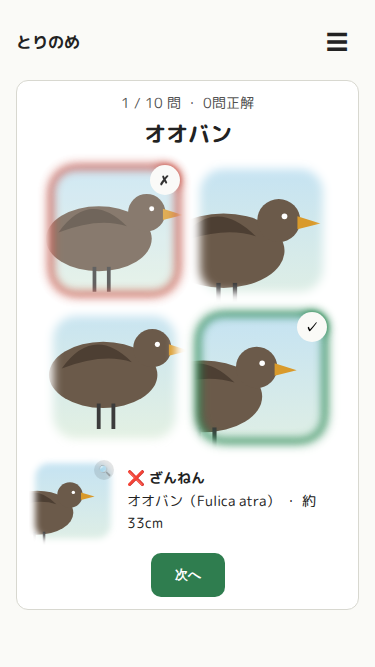 とりのめ
1 / 10 問 ・ 0問正解
オオバン
✗
✓
❌ ざんねん
オオバン（Fulica atra） ・ 約
33cm
次へ